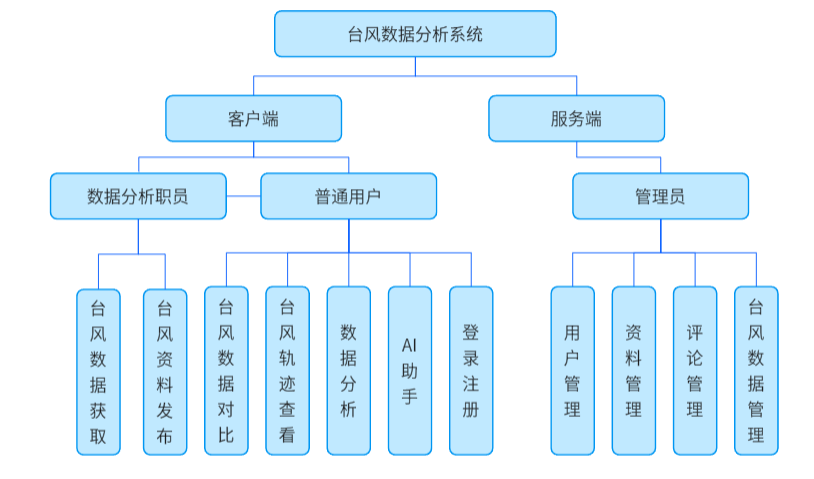 台风数据分析系统
客户端
服务端
数据分析职员
普通用户
管理员
台风数据获取
台风资料发布
台风数据对比
台风轨迹查看
数据分析
AI助手
登录注册
用户管理
资料管理
评论管理
台风数据管理